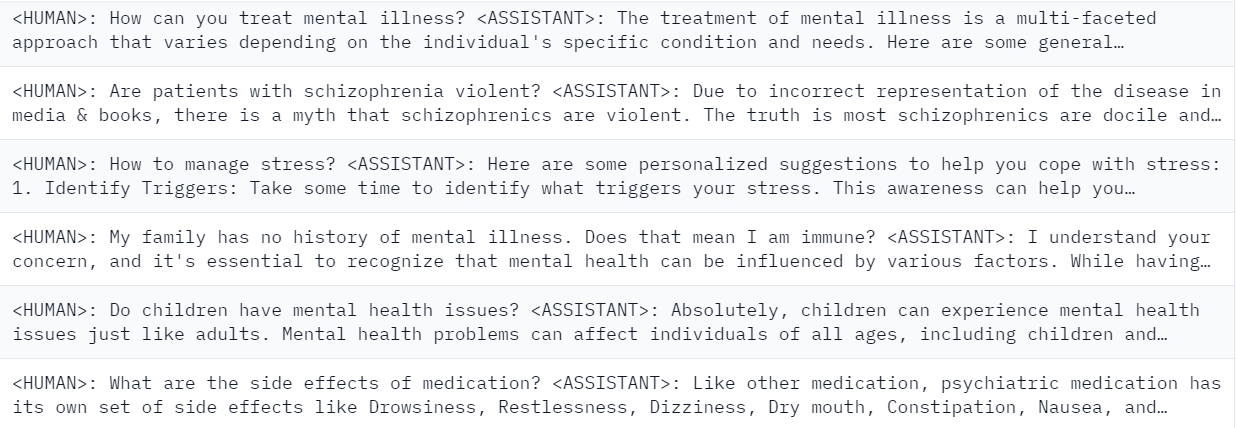 <HUMAN>: How can you treat mental illness? <ASSISTANT>: The treatment of mental illness is a multi-faceted
approach that varies depending on the individual's specific condition and needs. Here are some general…
<HUMAN>: Are patients with schizophrenia violent? <ASSISTANT>: Due to incorrect representation of the disease in
media & books, there is a myth that schizophrenics are violent. The truth is most schizophrenics are docile and…
<HUMAN>: How to manage stress? <ASSISTANT>: Here are some personalized suggestions to help you cope with stress:
1. Identify Triggers: Take some time to identify what triggers your stress. This awareness can help you…
<HUMAN>: My family has no history of mental illness. Does that mean I am immune? <ASSISTANT>: I understand your
concern, and it's essential to recognize that mental health can be influenced by various factors. While having…
<HUMAN>: Do children have mental health issues? <ASSISTANT>: Absolutely, children can experience mental health
issues just like adults. Mental health problems can affect individuals of all ages, including children and…
<HUMAN>: What are the side effects of medication? <ASSISTANT>: Like other medication, psychiatric medication has
its own set of side effects like Drowsiness, Restlessness, Dizziness, Dry mouth, Constipation, Nausea, and…